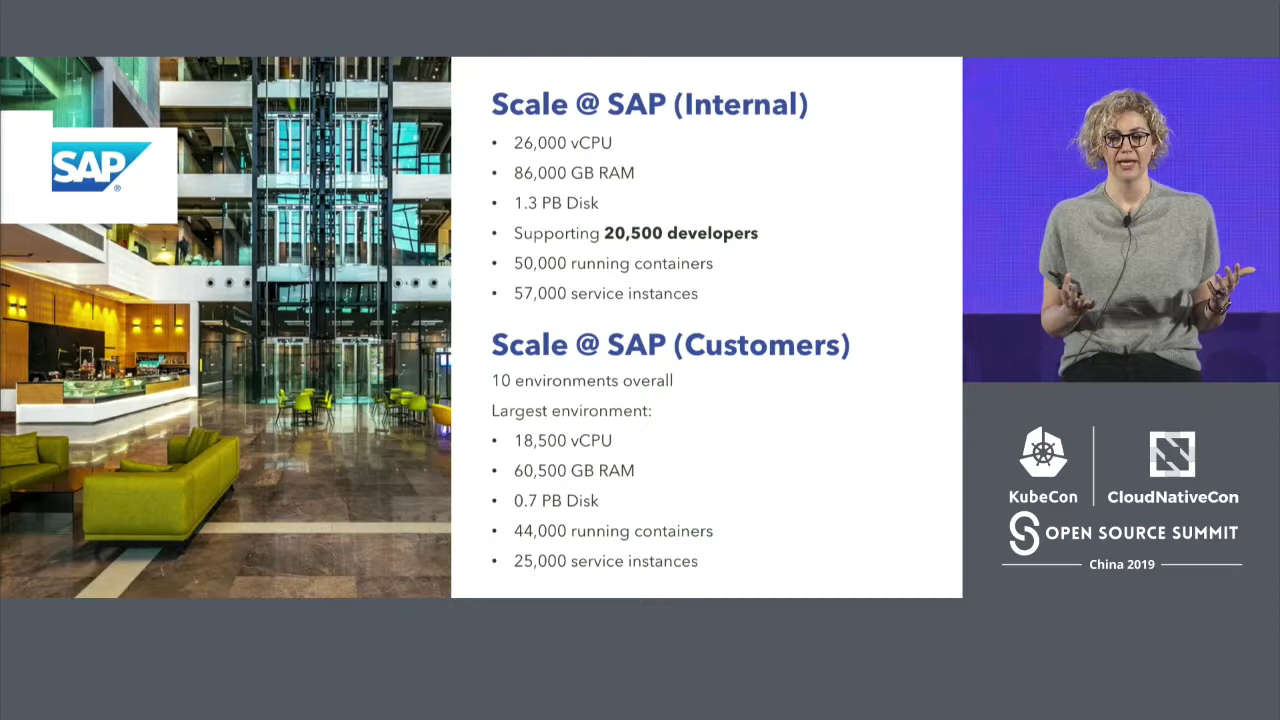 SAP
®
Scale @ SAP (Internal)
• 26,000 vCPU
• 86,000 GB RAM
• 1.3 PB Disk
• Supporting 20,500 developers
• 50,000 running containers
• 57,000 service instances
Scale @ SAP (Customers)
10 environments overall
Largest environment:
• 18,500 vCPU
• 60,500 GB RAM
• 0.7 PB Disk
• 44,000 running containers
• 25,000 service instances
KubeCon
CloudNativeCon
OPEN SOURCE SUMMIT
China 2019